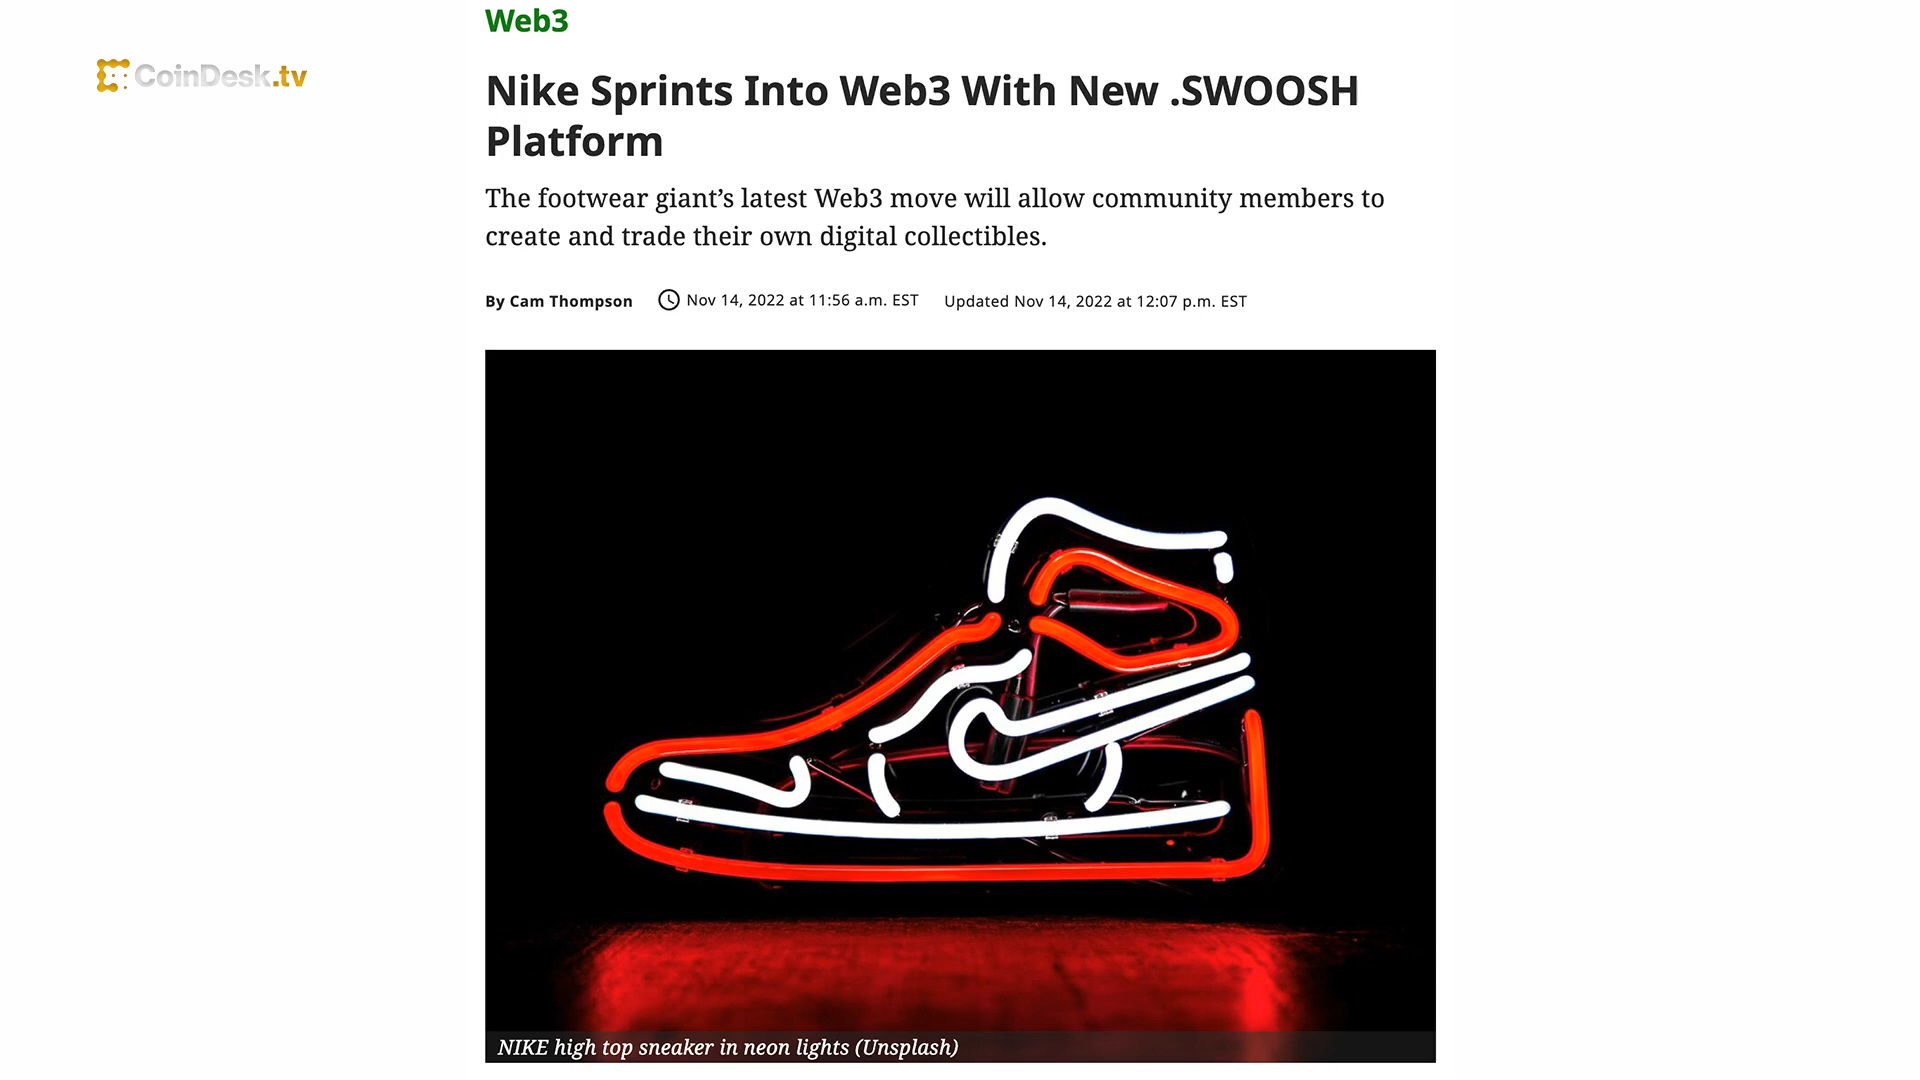 Web3
CoinDesk.tv
Nike Sprints Into Web3 With New .SWOOSH
Platform
The footwear giant’s latest Web3 move will allow community members to
create and trade their own digital collectibles.
By Cam Thompson Nov 14, 2022 at 11:56 a.m. EST Updated Nov 14, 2022 at 12:07 p.m. EST
NIKE high top sneaker in neon lights (Unsplash)